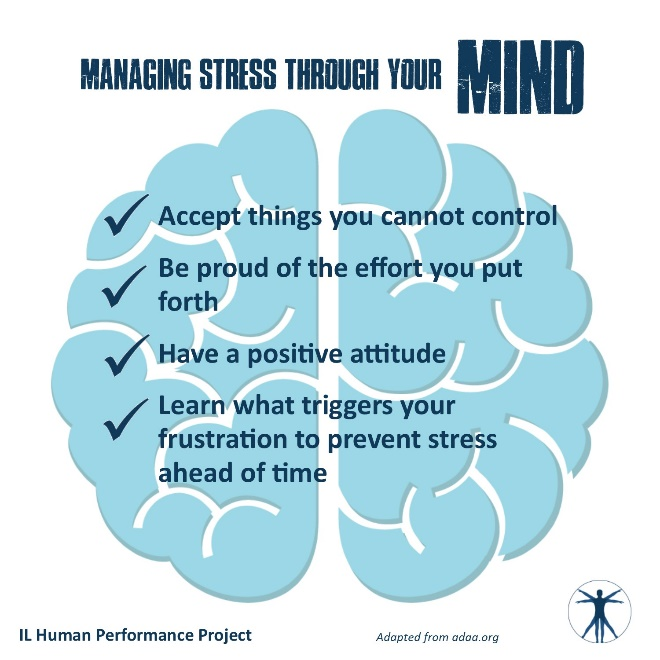 MANAGING STRESS THROUGH YOUR MIND
Accept things you cannot control
Be proud of the effort you put
forth
Have a positive attitude
Learn what triggers your
frustration to prevent stress
ahead of time
IL Human Performance Project
Adapted from adaa.org